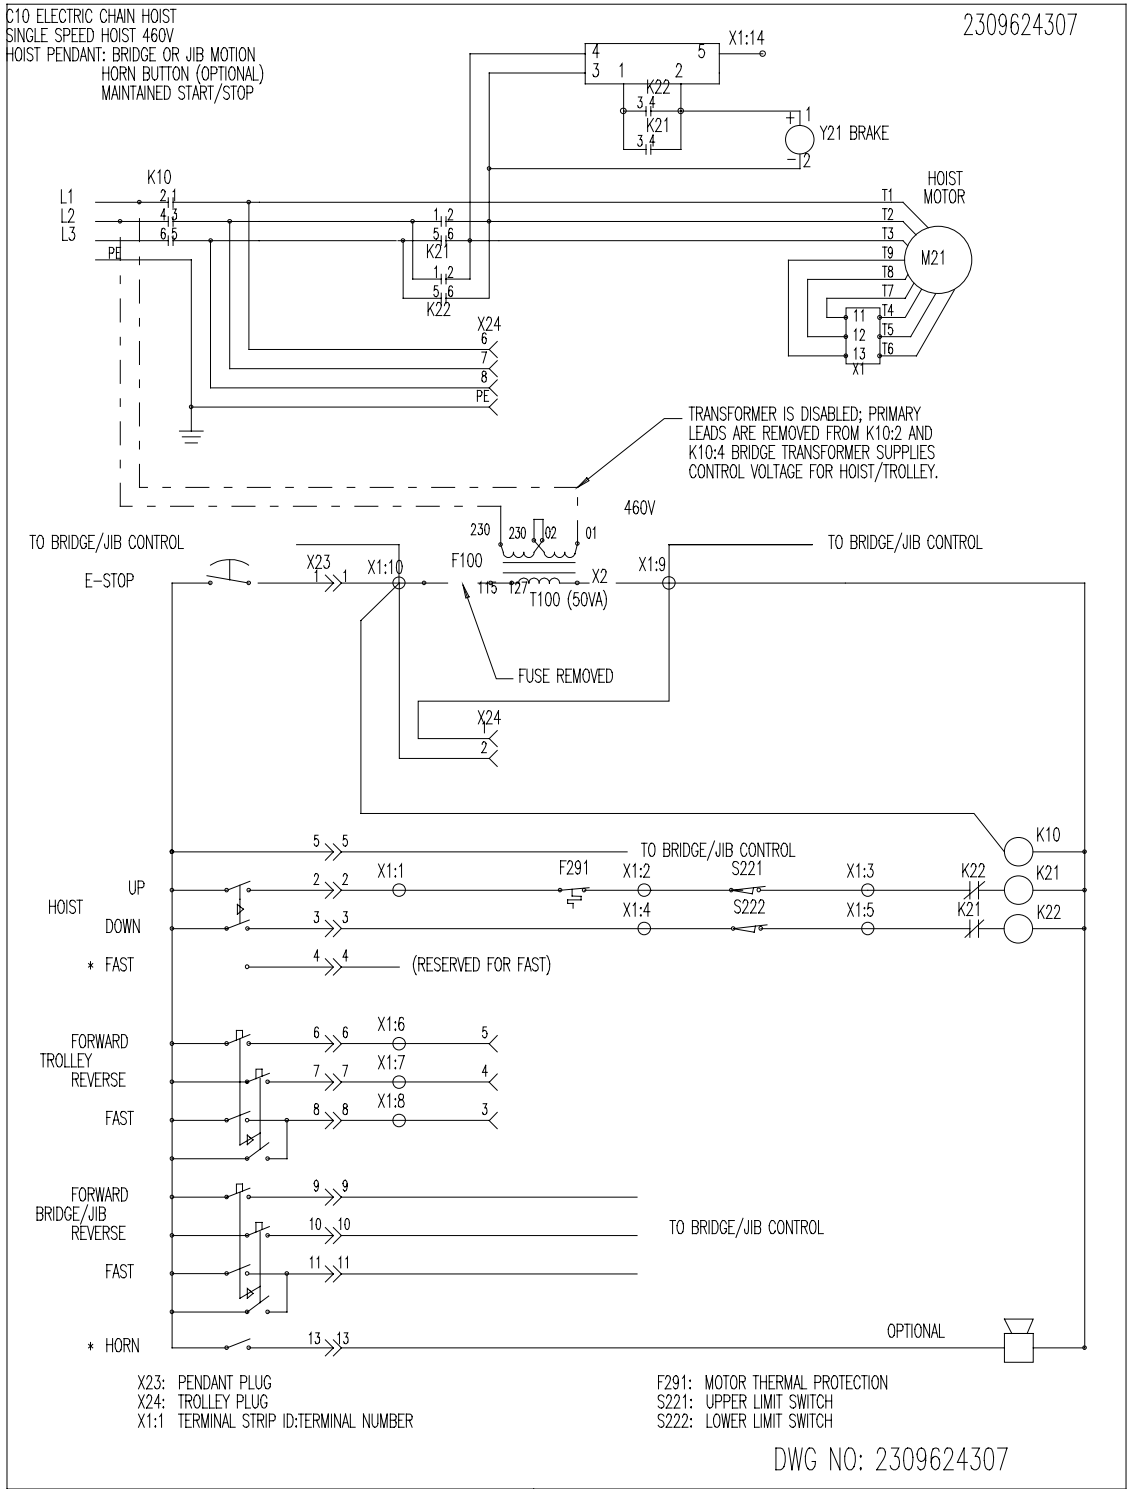 C10 ELECTRIC CHAIN HOIST
SINGLE SPEED HOIST 460V
HOIST PENDANT: BRIDGE OR JIB MOTION
HORN BUTTON (OPTIONAL)
MAINTAINED START/STOP
2309624307
X1:14
4 5
3 1 2
K22
3 4
K21
3 4
+ 1
Y21 BRAKE
- 2
K10
HOIST
MOTOR
L1 2 1 T1
L2 4 3 1 2 T2
L3 6 5 5 6 T3
K21
PE T9
M21
1 2 T8
5 6 T7
K22
11 T4
12 T5
13 T6
X1
X24
6
7
8
PE
TRANSFORMER IS DISABLED; PRIMARY
LEADS ARE REMOVED FROM K10:2 AND
K10:4 BRIDGE TRANSFORMER SUPPLIES
CONTROL VOLTAGE FOR HOIST/TROLLEY.
460V
230 230 02 01
TO BRIDGE/JIB CONTROL
TO BRIDGE/JIB CONTROL
E-STOP
X23
1 1
X1:10
F100
115 127
X2
X1:9
T100 (50VA)
FUSE REMOVED
X24
1
2
5 5
TO BRIDGE/JIB CONTROL
K10
HOIST
UP
2 2
X1:1
F291
X1:2
S221
X1:3
K22
K21
DOWN
3 3
X1:4
S222
X1:5
K21
K22
* FAST
4 4
(RESERVED FOR FAST)
TROLLEY
FORWARD
6 6
X1:6
5
REVERSE
7 7
X1:7
4
FAST
8 8
X1:8
3
BRIDGE/JIB
FORWARD
9 9
REVERSE
10 10
TO BRIDGE/JIB CONTROL
FAST
11 11
* HORN
13 13
OPTIONAL
X23: PENDANT PLUG
X24: TROLLEY PLUG
X1:1 TERMINAL STRIP ID:TERMINAL NUMBER
F291: MOTOR THERMAL PROTECTION
S221: UPPER LIMIT SWITCH
S222: LOWER LIMIT SWITCH
DWG NO: 2309624307